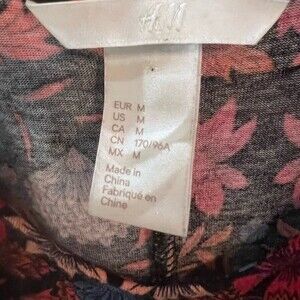 H&M
EUR M
US M
CA M
CN 170/96A
MX M
Made in
China
Fabriqué en
Chine